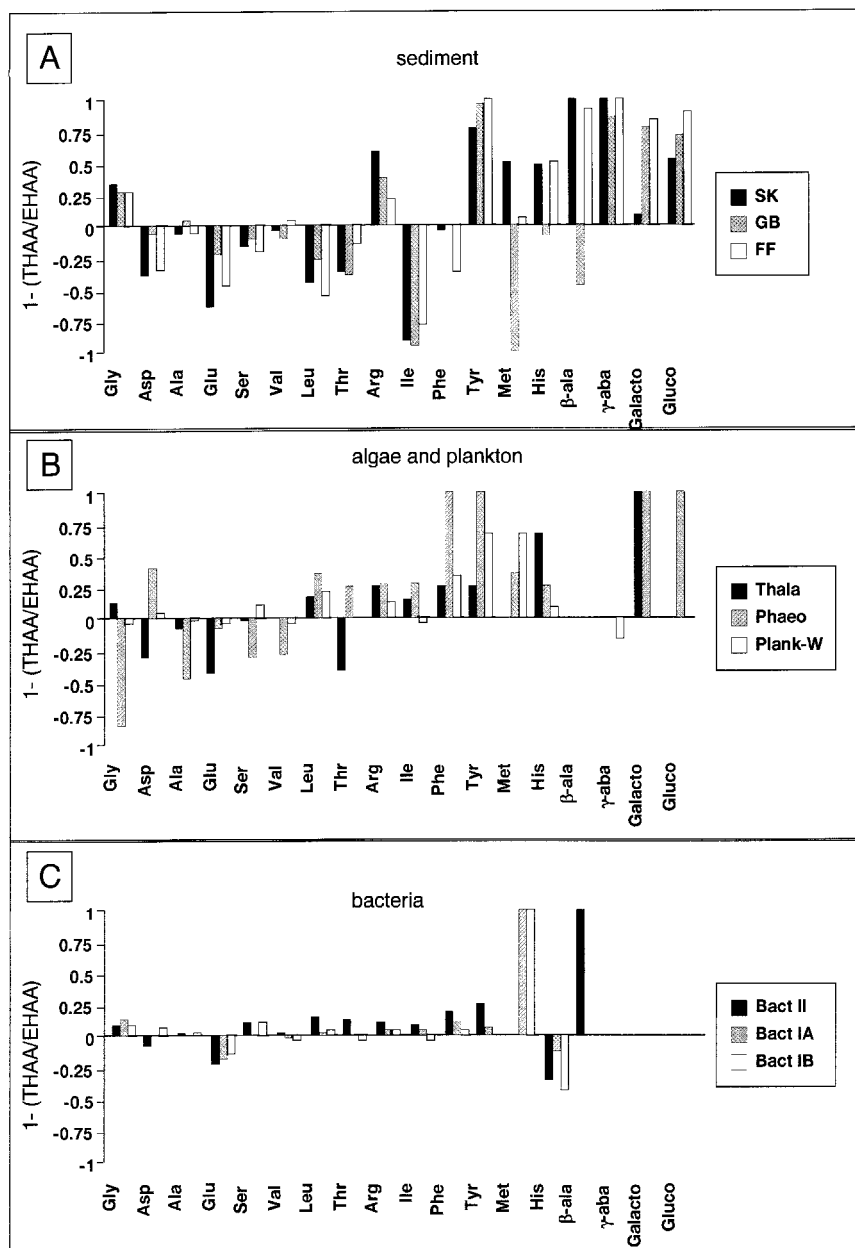 A
sediment
1- (THAA/EHAA)
1
0.75
0.5
0.25
0
-0.25
-0.5
-0.75
-1
Gly Asp Ala Glu Ser Val Leu Thr Arg Ile Phe Tyr Met His β-ala γ-aba Galacto Gluco
SK
GB
FF
B
algae and plankton
1- (THAA/EHAA)
1
0.75
0.5
0.25
0
-0.25
-0.5
-0.75
-1
Gly Asp Ala Glu Ser Val Leu Thr Arg Ile Phe Tyr Met His β-ala γ-aba Galacto Gluco
Thala
Phaeo
Plank-W
C
bacteria
1- (THAA/EHAA)
1
0.75
0.5
0.25
0
-0.25
-0.5
-0.75
-1
Gly Asp Ala Glu Ser Val Leu Thr Arg Ile Phe Tyr Met His β-ala γ-aba Galacto Gluco
Bact II
Bact IA
Bact IB